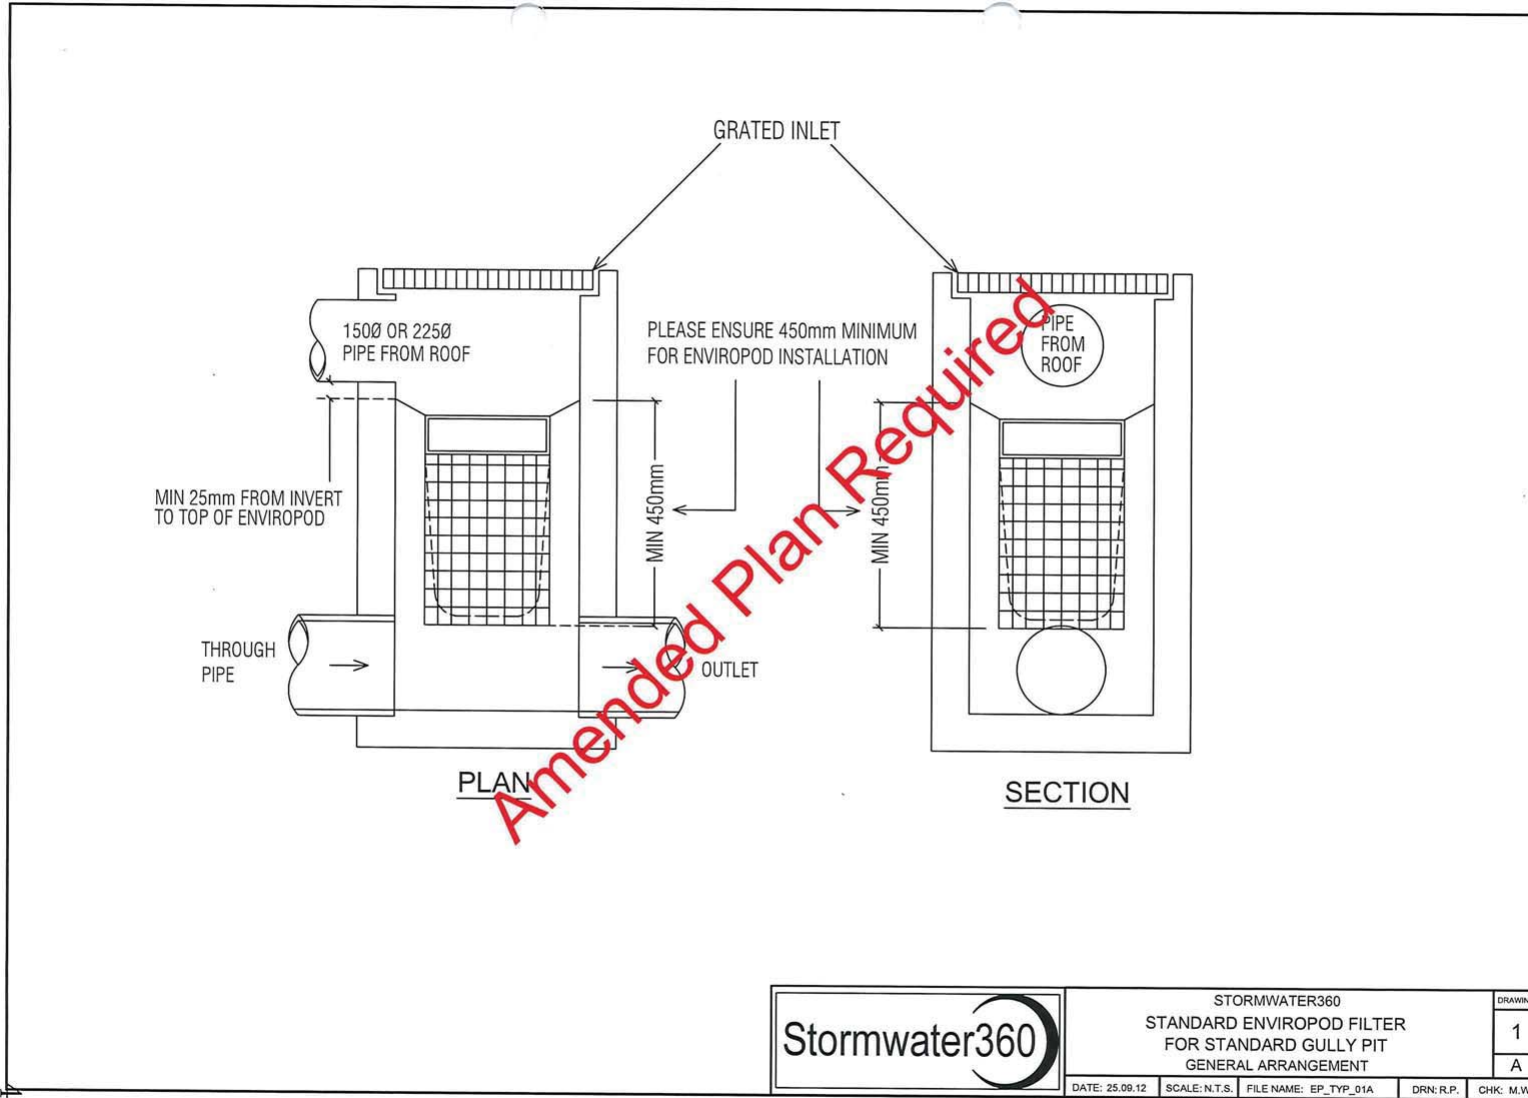 GRATED INLET
150Ø OR 225Ø
PIPE FROM ROOF
PLEASE ENSURE 450mm MINIMUM
FOR ENVIROPOD INSTALLATION
PIPE
FROM
ROOF
MIN 25mm FROM INVERT
TO TOP OF ENVIROPOD
MIN 450mm
MIN 450mm
THROUGH
PIPE
OUTLET
PLAN
SECTION
Amended Plan Required
Stormwater360
STORMWATER360
STANDARD ENVIROPOD FILTER
FOR STANDARD GULLY PIT
GENERAL ARRANGEMENT
DRAWIN
1
A
DATE: 25.09.12 SCALE: N.T.S. FILE NAME: EP_TYP_01A DRN: R.P. CHK: M.W